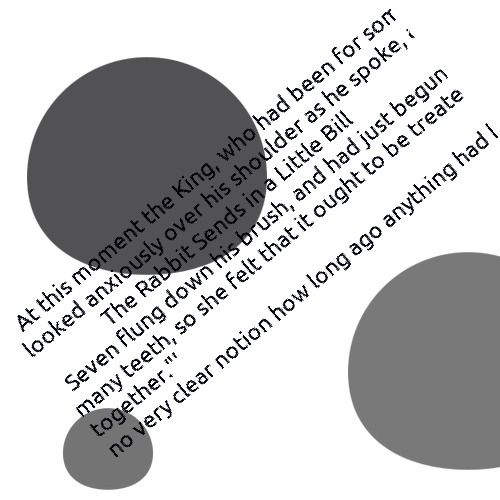 At this moment the King, who had been for
looked anxiously over his shoulder as he spoke,
The Rabbit Sends in a Little Bill
Seven flung down his brush, and had just begun
many teeth, so she felt that it ought to be treate
together.'"
no very clear notion how long ago anything had